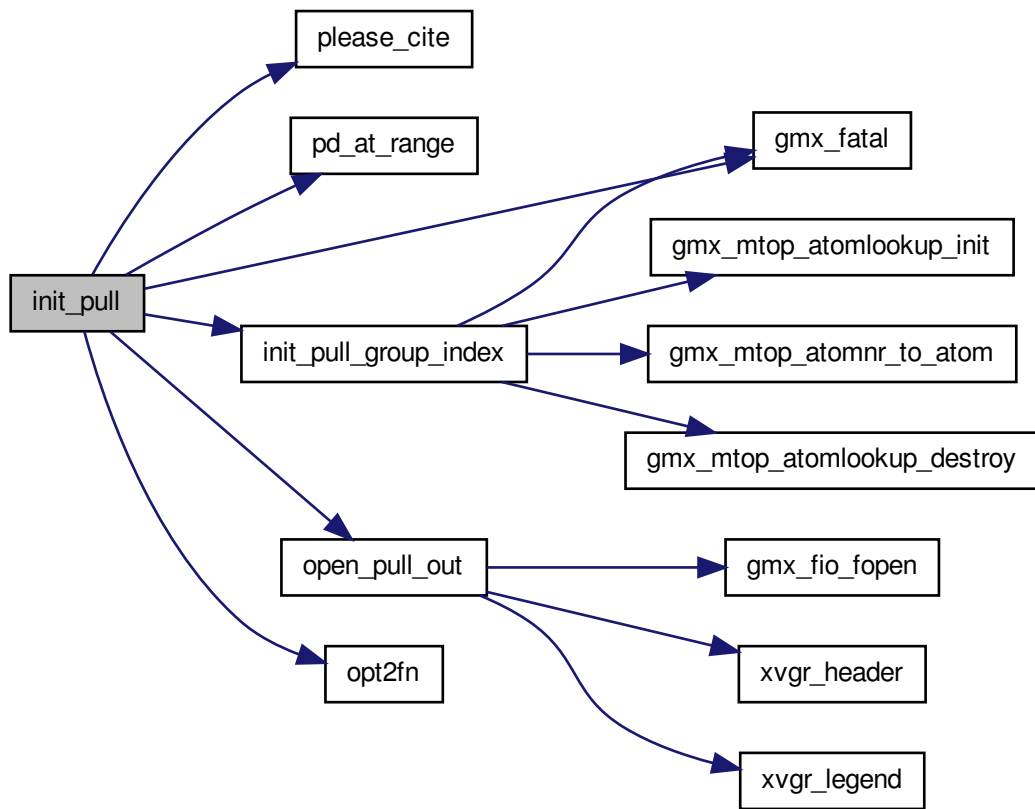 please_cite
pd_at_range
gmx_fatal
gmx_mtop_atomlookup_init
init_pull
init_pull_group_index
gmx_mtop_atomnr_to_atom
gmx_mtop_atomlookup_destroy
open_pull_out
gmx_fio_fopen
opt2fn
xvgr_header
xvgr_legend